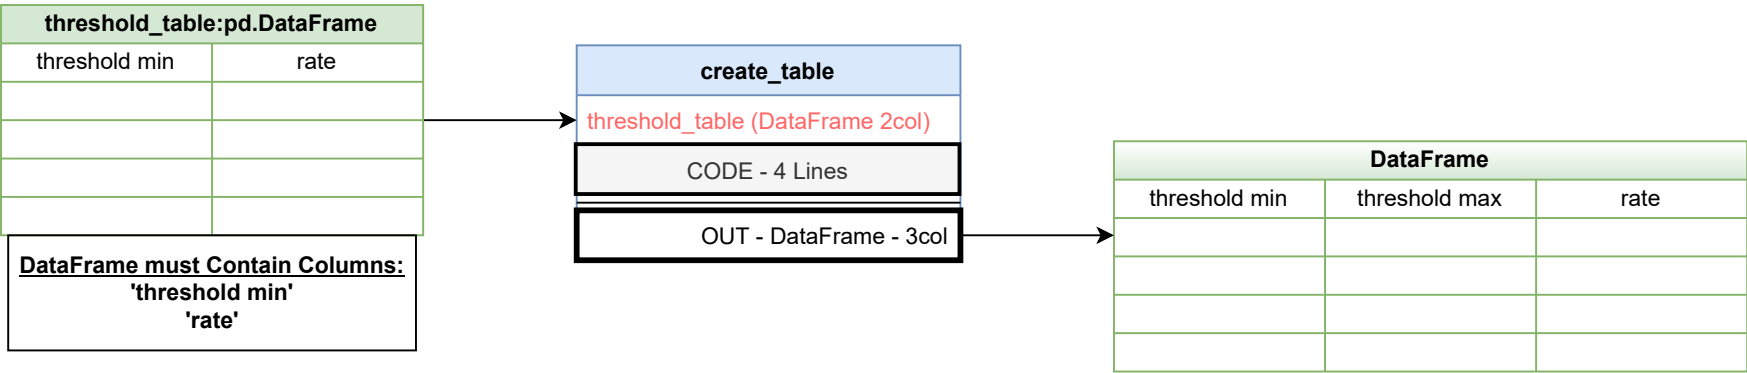 threshold_table:pd.DataFrame
threshold min
rate
DataFrame must Contain Columns:
'threshold min'
'rate'
create_table
threshold_table (DataFrame 2col)
CODE - 4 Lines
OUT - DataFrame - 3col
DataFrame
threshold min
threshold max
rate